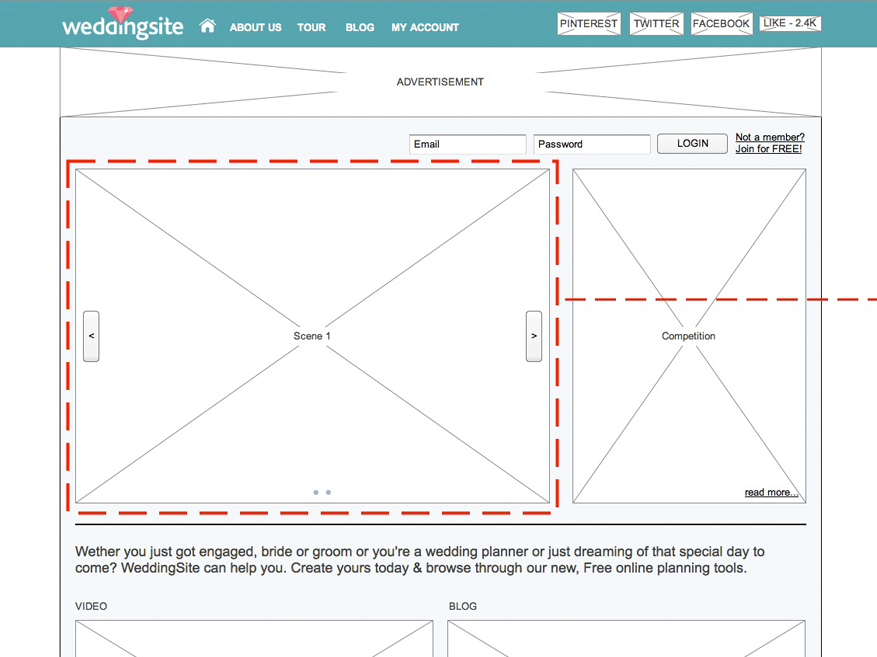 weddingsite
ABOUT US TOUR BLOG MY ACCOUNT
PINTEREST TWITTER FACEBOOK LIKE - 2.4K
ADVERTISEMENT
Email Password LOGIN
Not a member?
Join for FREE!
< Scene 1 >
Competition
read more...
Wether you just got engaged, bride or groom or you're a wedding planner or just dreaming of that special day to
come? WeddingSite can help you. Create yours today & browse through our new, Free online planning tools.
VIDEO BLOG